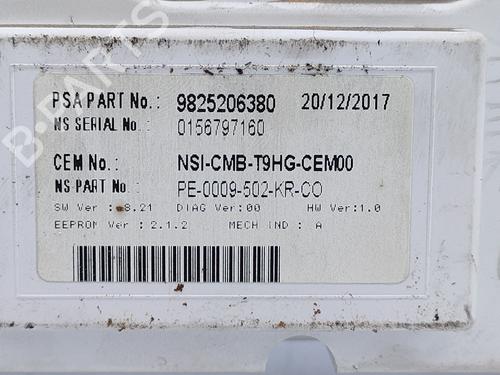 PSA PART No.: 9825206380 20/12/2017
NS SERIAL No.: 0156797160
CEM No.: NSI-CMB-T9HG-CEM00
NS PART No.: PE-0009-502-KR-CO
SW Ver : 8.21 DIAG Ver:00 HW Ver:1.0
EEPROM Ver : 2.1.2 MECH IND : A
B-PARTS